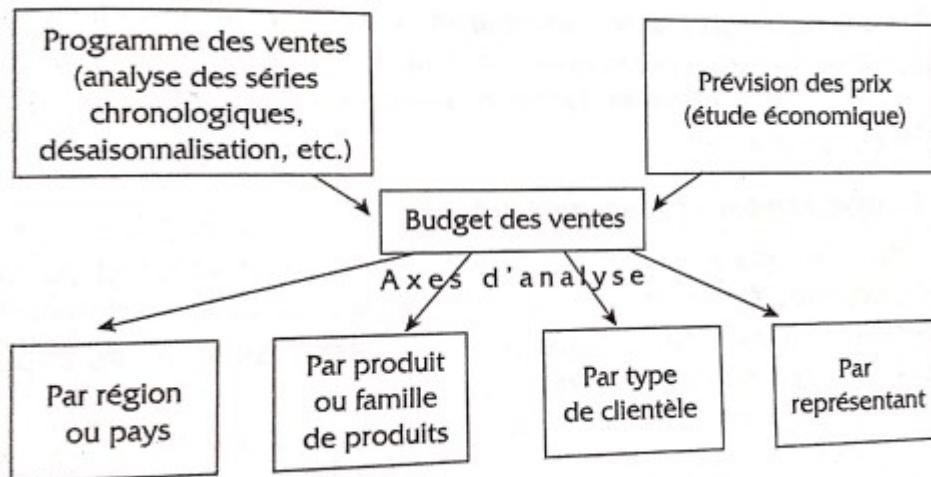 Programme des ventes
(analyse des séries
chronologiques,
désaisonnalisation, etc.)
Prévision des prix
(étude économique)
Budget des ventes
Axes d'analyse
Par région
ou pays
Par produit
ou famille
de produits
Par type
de clientèle
Par
représentant